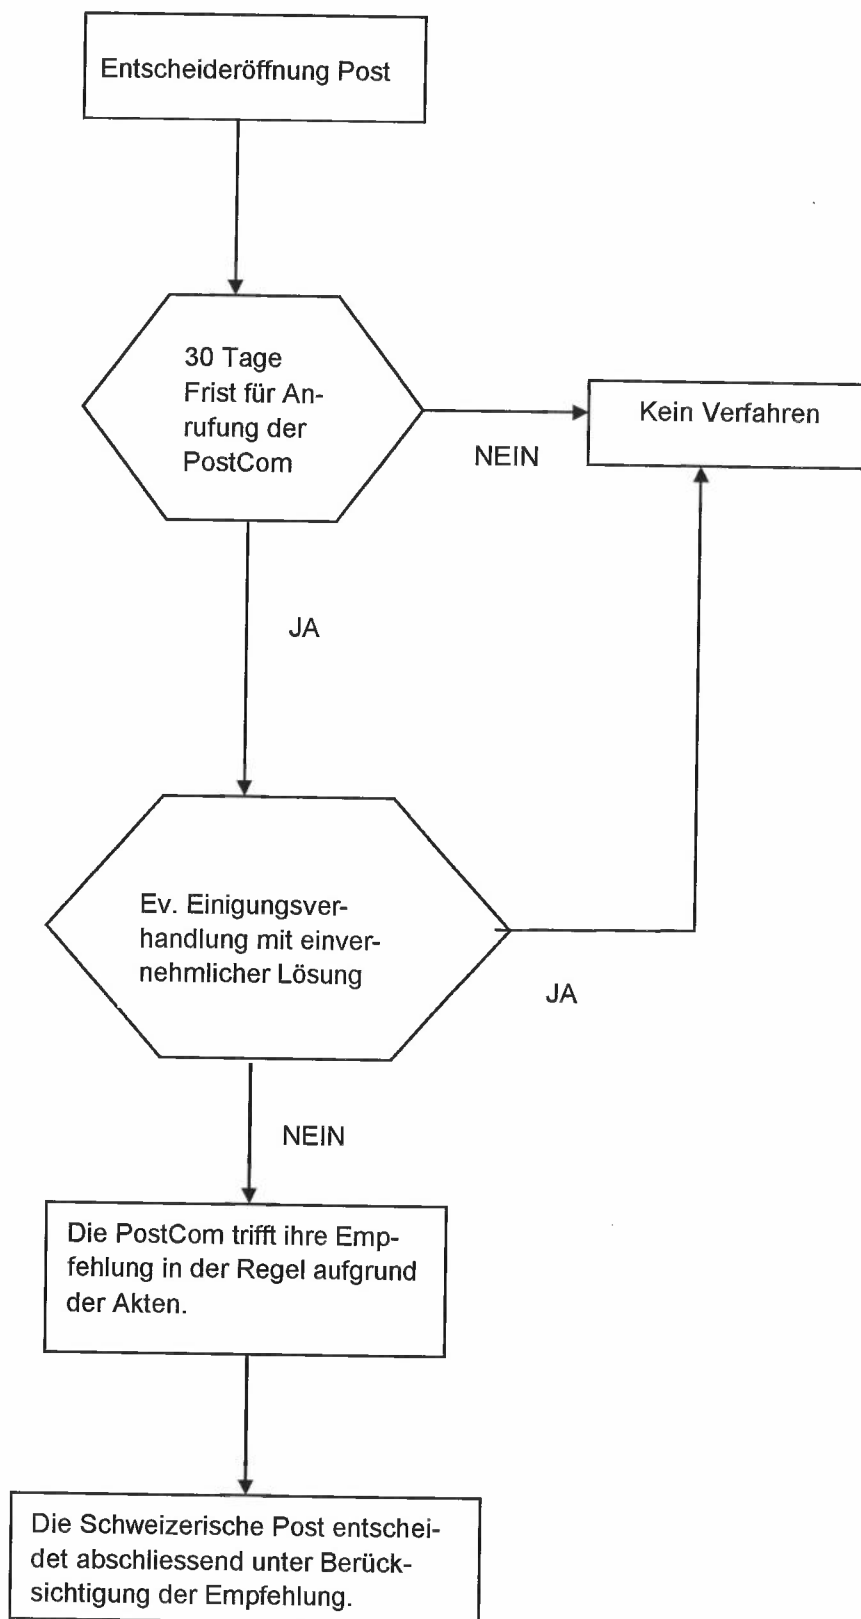 Entscheideröffnung Post
30 Tage
Frist für An-
rufung der
PostCom
Kein Verfahren
NEIN
JA
Ev. Einigungsver-
handlung mit einver-
nehmlicher Lösung
JA
NEIN
Die PostCom trifft ihre Emp-
fehlung in der Regel aufgrund
der Akten.
Die Schweizerische Post entschei-
det abschliessend unter Berück-
sichtigung der Empfehlung.